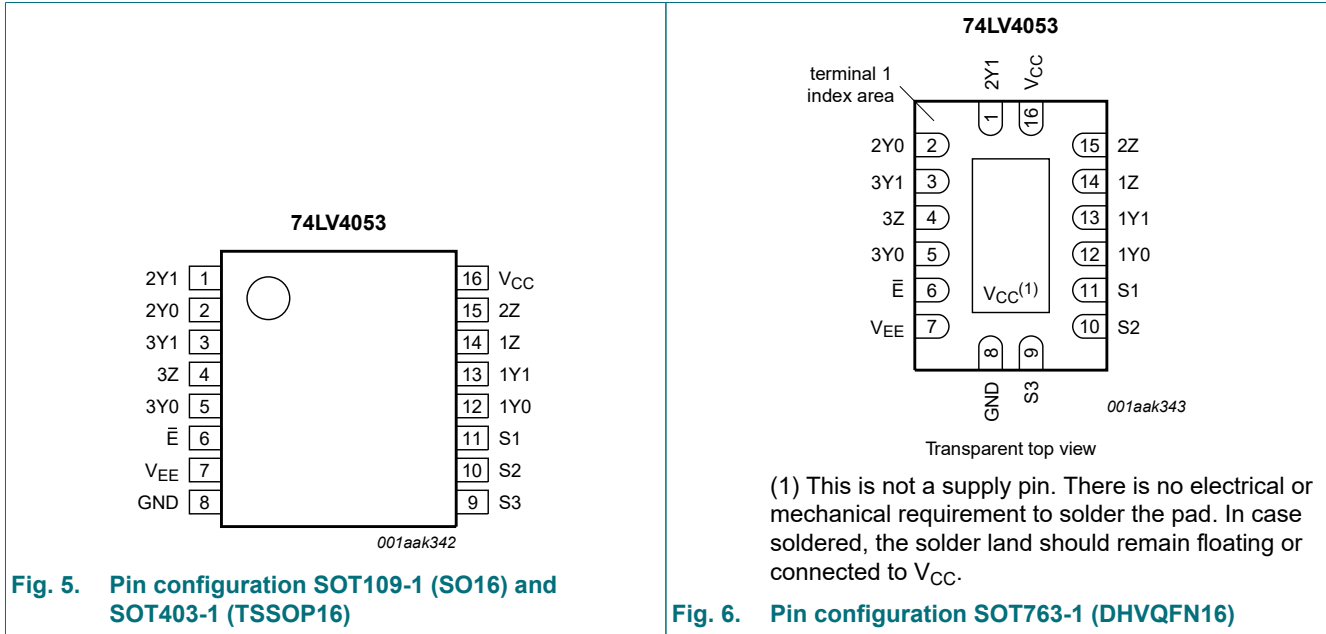 74LV4053
2Y1 1
2Y0 2
3Y1 3
3Z 4
3Y0 5
Ē 6
VEE 7
GND 8
16 VCC
15 2Z
14 1Z
13 1Y1
12 1Y0
11 S1
10 S2
9 S3
001aak342
Fig. 5. Pin configuration SOT109-1 (SO16) and
SOT403-1 (TSSOP16)
74LV4053
terminal 1
index area
2Y1
VCC
1
16
2Y0 2
3Y1 3
3Z 4
3Y0 5
Ē 6
VEE 7
15 2Z
14 1Z
13 1Y1
12 1Y0
11 S1
10 S2
VCC(1)
8
9
GND
S3
001aak343
Transparent top view
(1) This is not a supply pin. There is no electrical or
mechanical requirement to solder the pad. In case
soldered, the solder land should remain floating or
connected to VCC.
Fig. 6. Pin configuration SOT763-1 (DHVQFN16)